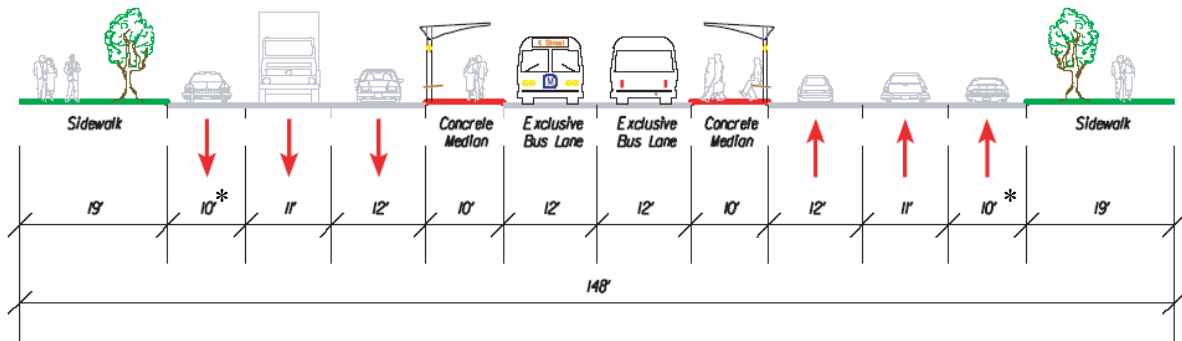 K Street
Sidewalk
Concrete
Median
Exclusive
Bus Lane
Exclusive
Bus Lane
Concrete
Median
Sidewalk
19' 10'* 11' 12' 10' 12' 12' 10' 12' 11' 10'* 19'
148'